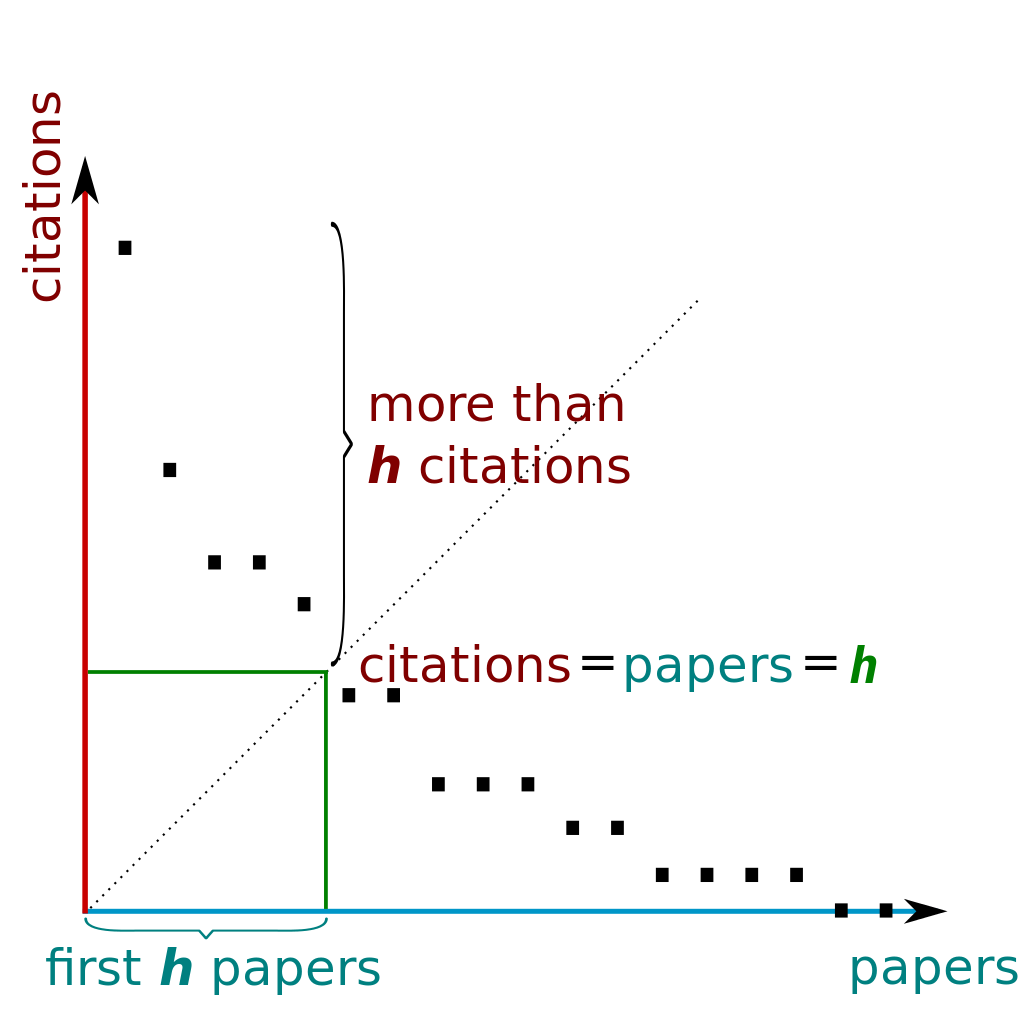 citations
more than
h citations
citations = papers = h
first h papers
papers